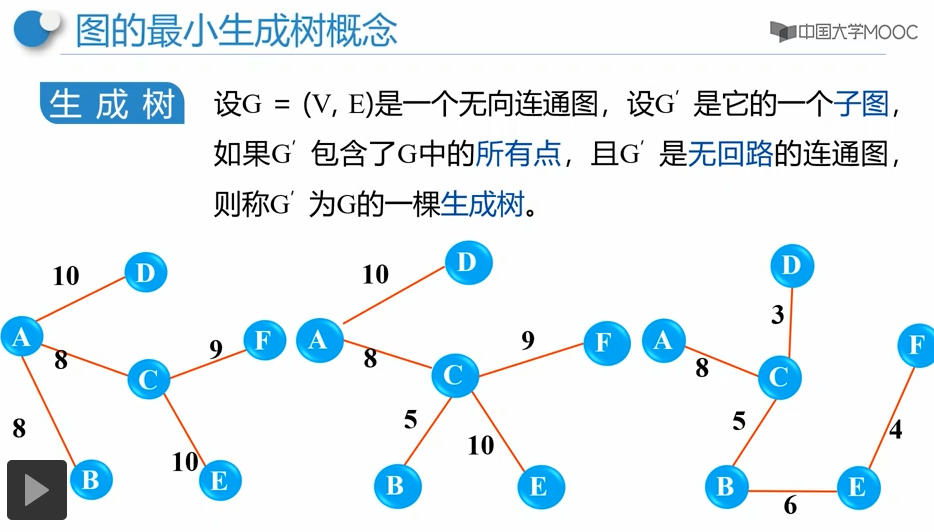 图的最小生成树概念
中国大学MOOC
生成树
设G = (V, E)是一个无向连通图，设G′ 是它的一个子图，
如果G′ 包含了G中的所有点，且G′ 是无回路的连通图，
则称G′ 为G的一棵生成树。
10
D
A
8
9
F
C
8
10
B
E
10
D
A
8
9
F
C
5
10
B
E
D
3
A
8
C
F
5
4
B
6
E